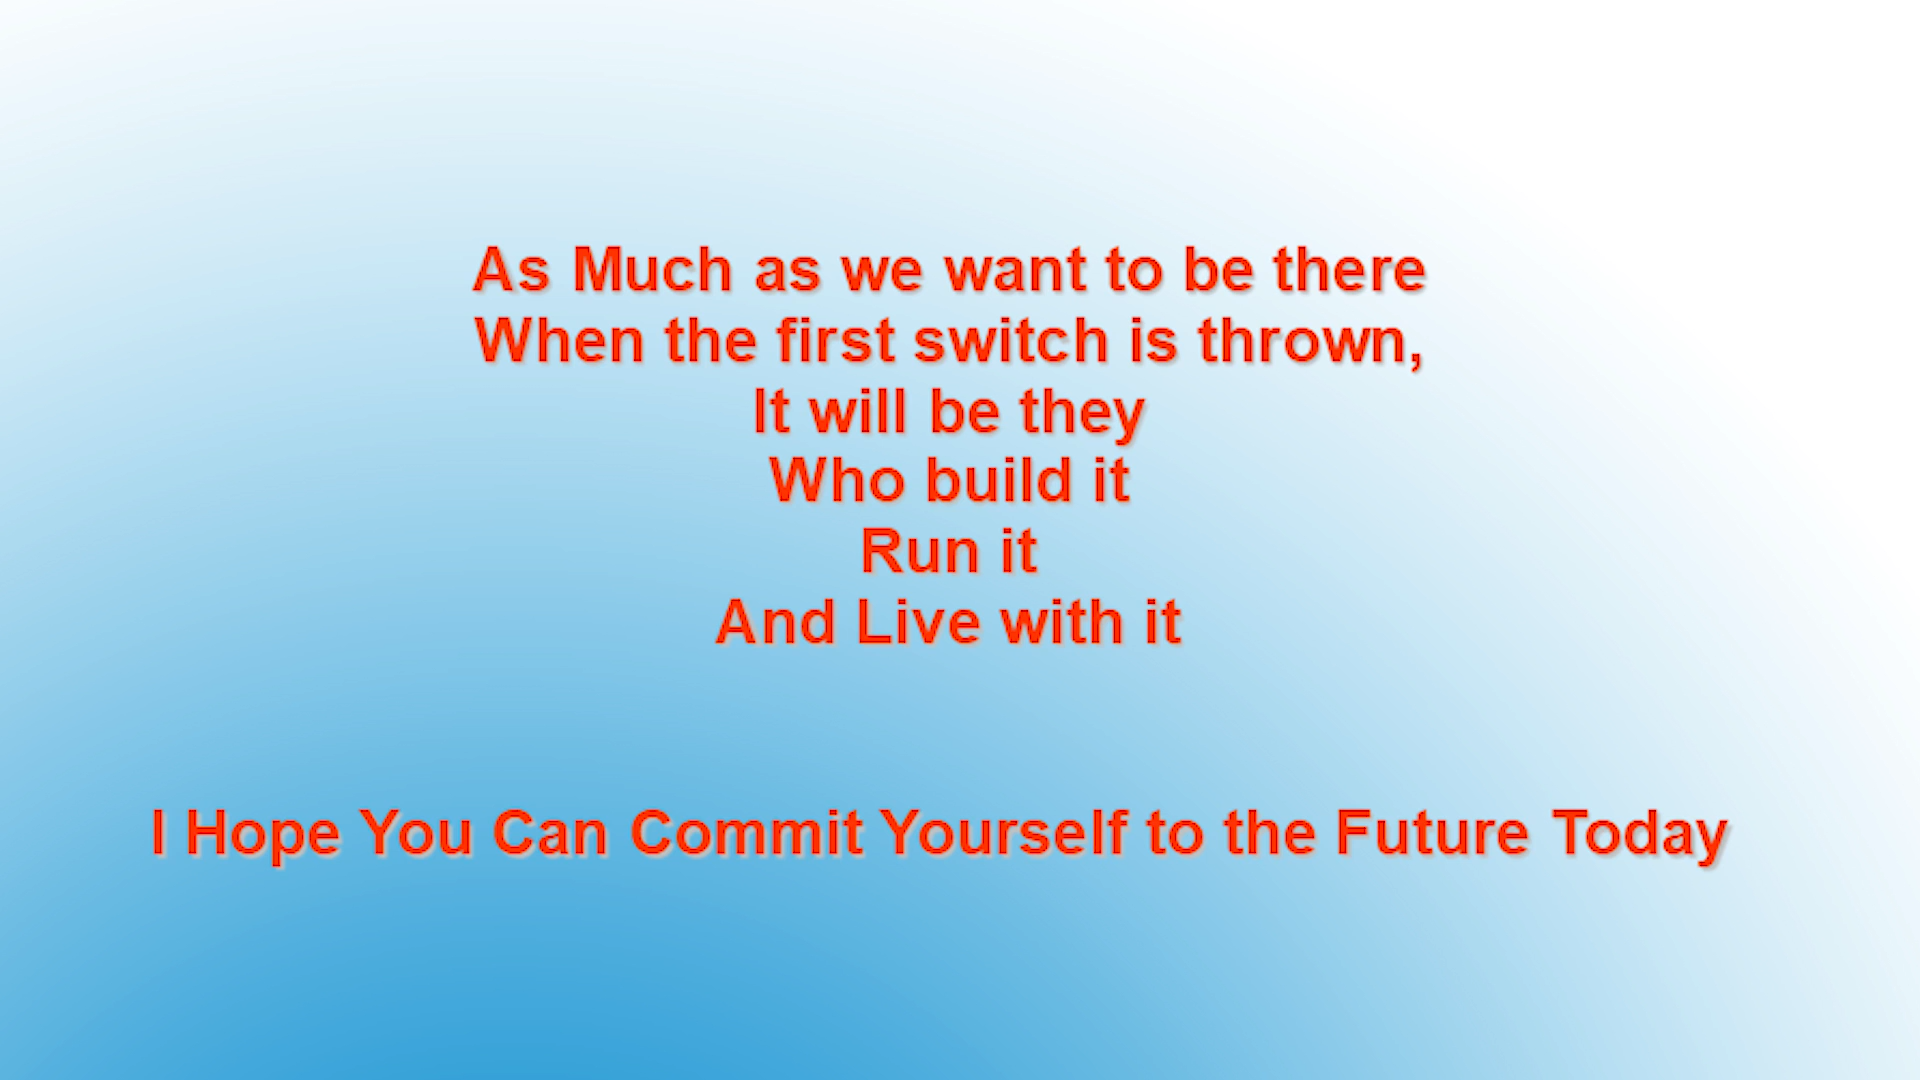 As Much as we want to be there
When the first switch is thrown,
It will be they
Who build it
Run it
And Live with it
I Hope You Can Commit Yourself to the Future Today